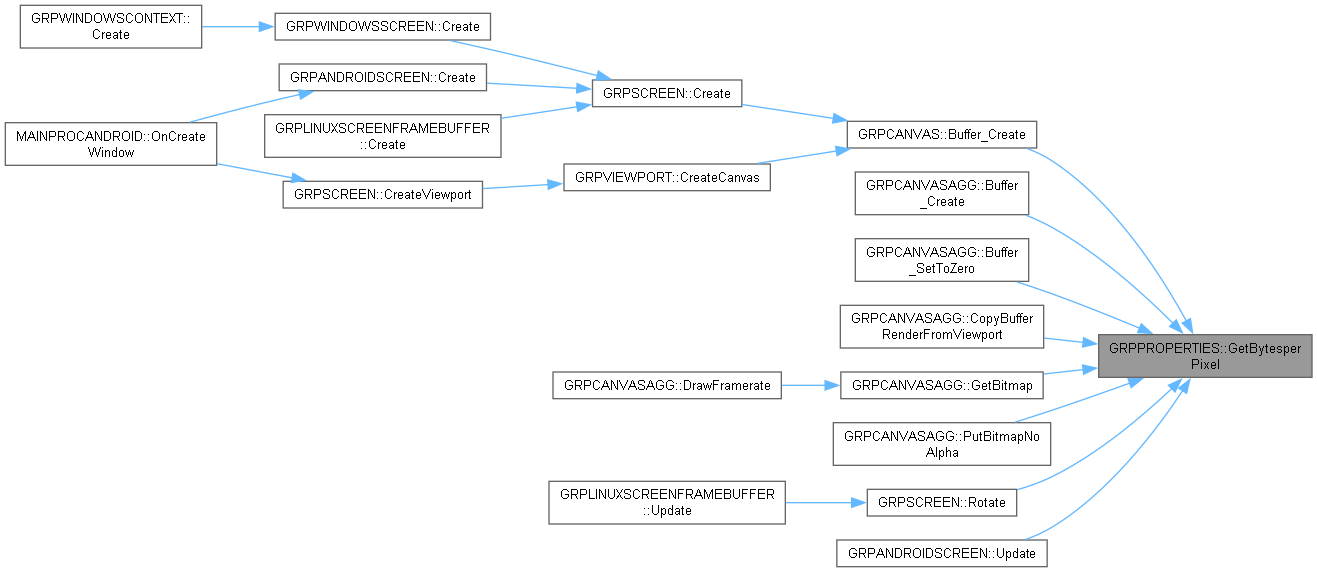 GRPWINDOWSCONTEXT::
Create
GRPWINDOWSSCREEN::Create
GRPANDROIDSCREEN::Create
GRPSCREEN::Create
MAINPROCANDROID::OnCreate
Window
GRPLINUXSCREENFRAMEBUFFER
::Create
GRPCANVAS::Buffer_Create
GRPVIEWPORT::CreateCanvas
GRPSCREEN::CreateViewport
GRPCANVASAGG::Buffer
_Create
GRPCANVASAGG::Buffer
_SetToZero
GRPCANVASAGG::CopyBuffer
RenderFromViewport
GRPPROPERTIES::GetBytesper
Pixel
GRPCANVASAGG::DrawFramerate
GRPCANVASAGG::GetBitmap
GRPCANVASAGG::PutBitmapNo
Alpha
GRPLINUXSCREENFRAMEBUFFER
::Update
GRPSCREEN::Rotate
GRPANDROIDSCREEN::Update